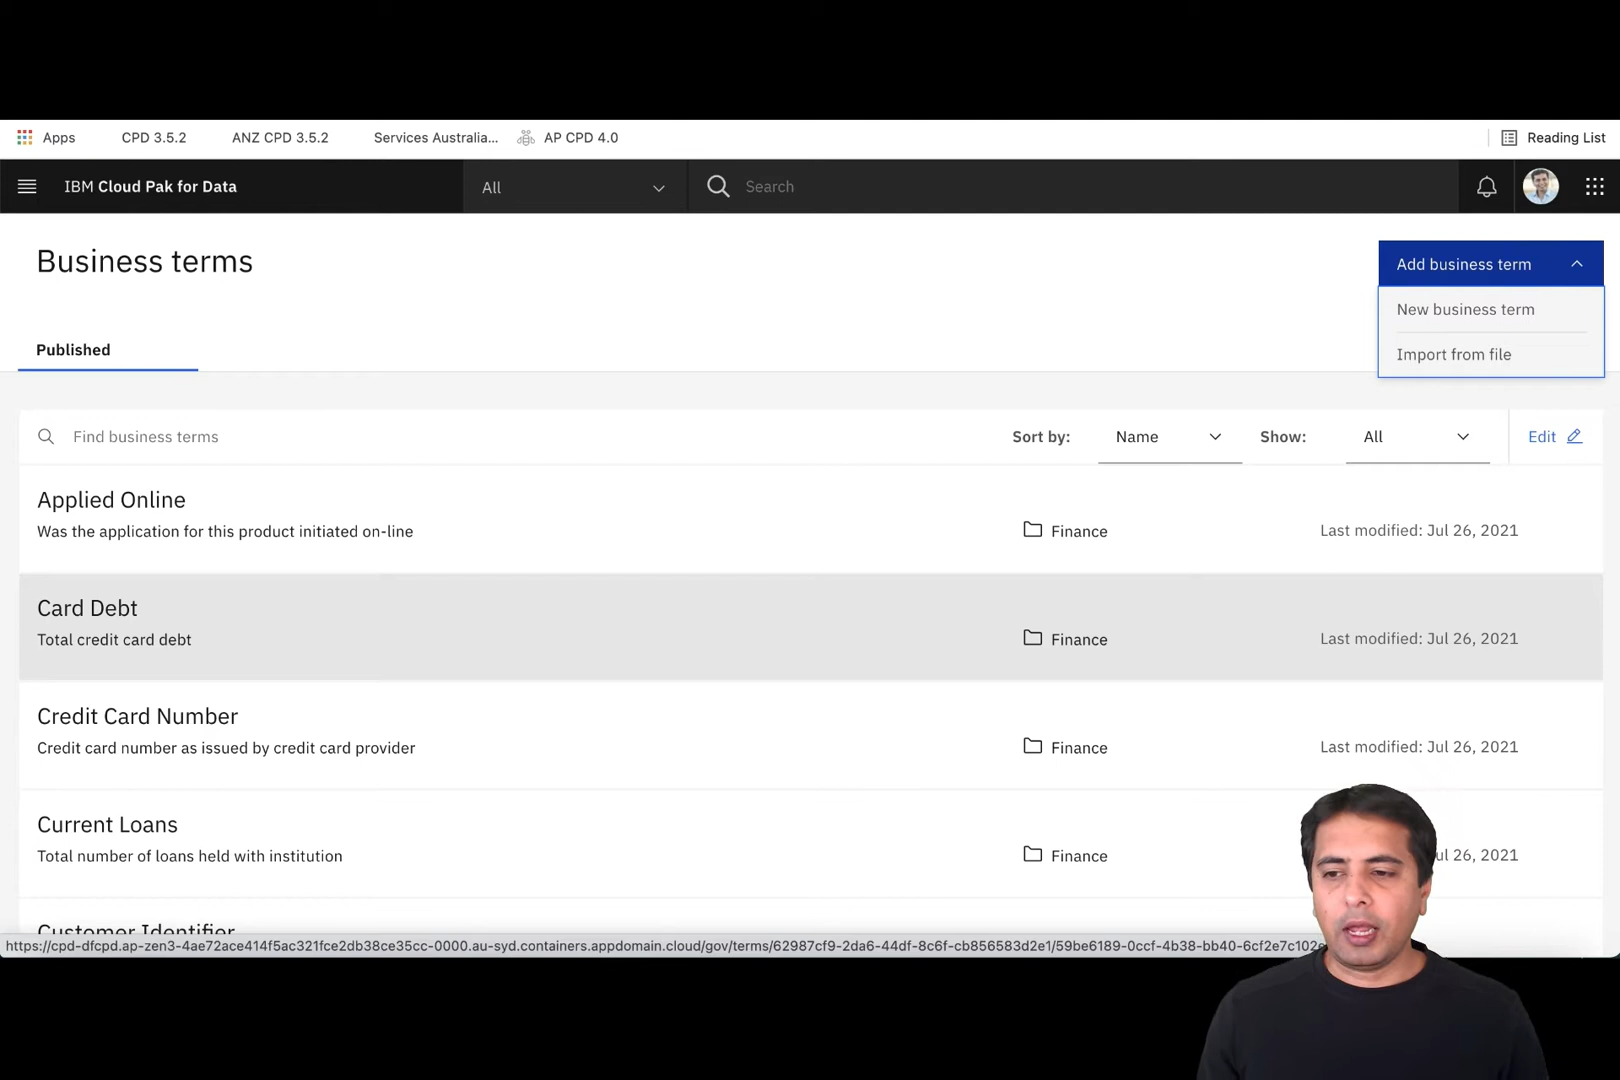 Apps CPD 3.5.2 ANZ CPD 3.5.2 Services Australia... AP CPD 4.0 Reading List
IBM Cloud Pak for Data All Search
Business terms
Add business term
New business term
Import from file
Published
Find business terms Sort by: Name Show: All Edit
Applied Online
Was the application for this product initiated on-line Finance Last modified: Jul 26, 2021
Card Debt
Total credit card debt Finance Last modified: Jul 26, 2021
Credit Card Number
Credit card number as issued by credit card provider Finance Last modified: Jul 26, 2021
Current Loans
Total number of loans held with institution Finance ul 26, 2021
Customer Identifier
https://cpd-dfcpd.ap-zen3-4ae72ace414f5ac321fce2db38ce35cc-0000.au-syd.containers.appdomain.cloud/gov/terms/62987cf9-2da6-44df-8c6f-cb856583d2e1/59be6189-0ccf-4b38-bb40-6cf2e7c102e